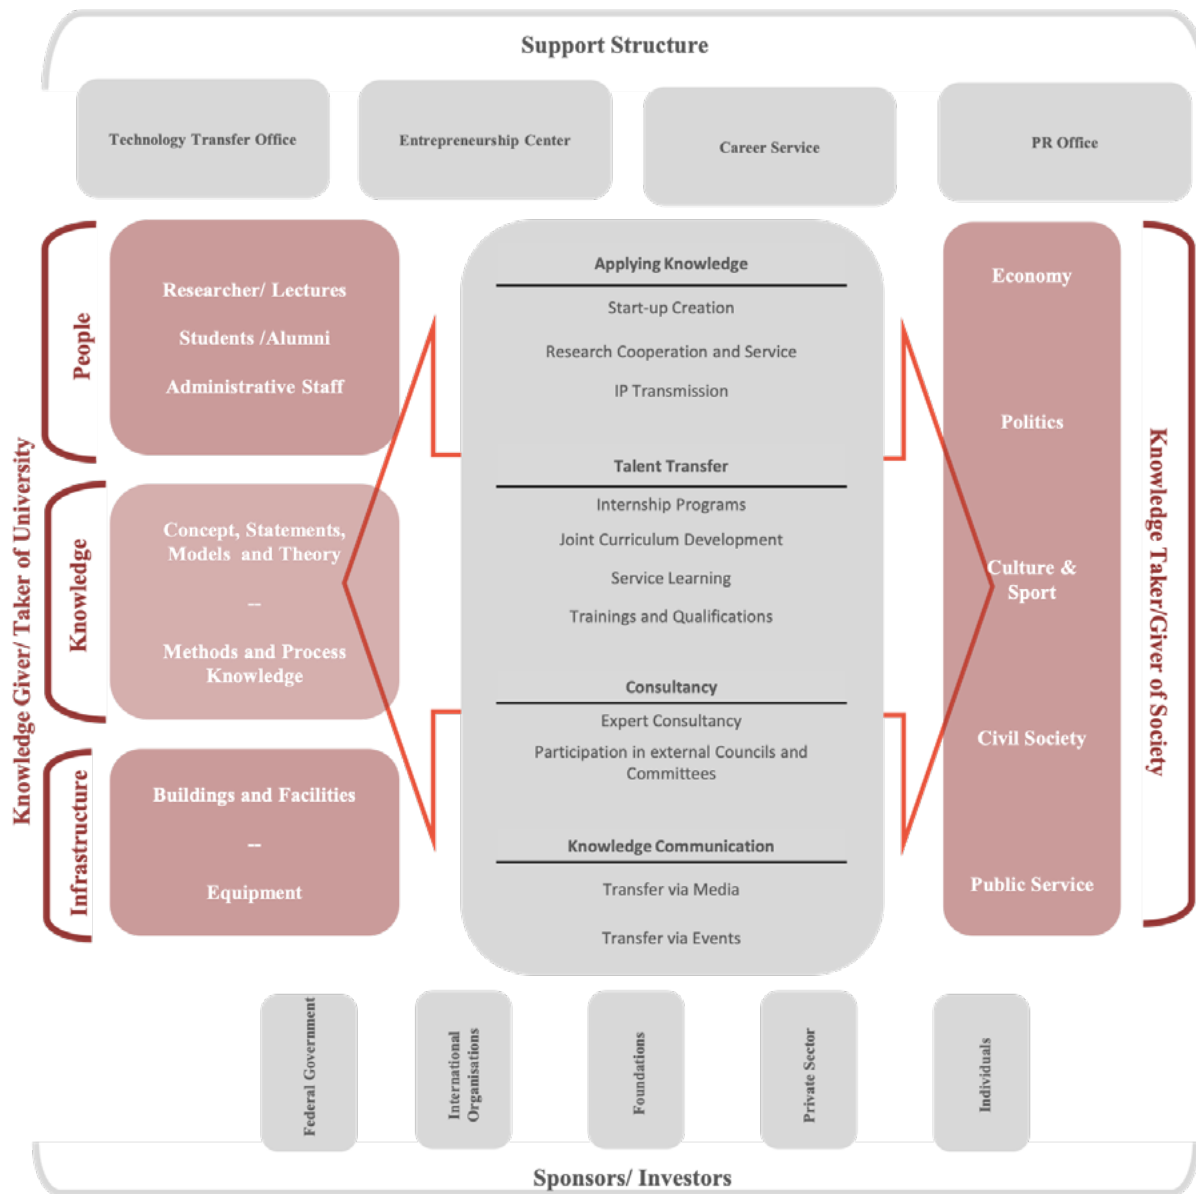 Support Structure
Technology Transfer Office
Entrepreneurship Center
Career Service
PR Office
Knowledge Giver/ Taker of University
People
Researcher/ Lectures
Students /Alumni
Administrative Staff
Knowledge
Concept, Statements,
Models and Theory
--
Methods and Process
Knowledge
Infrastructure
Buildings and Facilities
--
Equipment
Applying Knowledge
Start-up Creation
Research Cooperation and Service
IP Transmission
Talent Transfer
Internship Programs
Joint Curriculum Development
Service Learning
Trainings and Qualifications
Consultancy
Expert Consultancy
Participation in external Councils and
Committees
Knowledge Communication
Transfer via Media
Transfer via Events
Economy
Politics
Culture &
Sport
Civil Society
Public Service
Knowledge Taker/Giver of Society
Federal Government
International
Organisations
Foundations
Private Sector
Individuals
Sponsors/ Investors